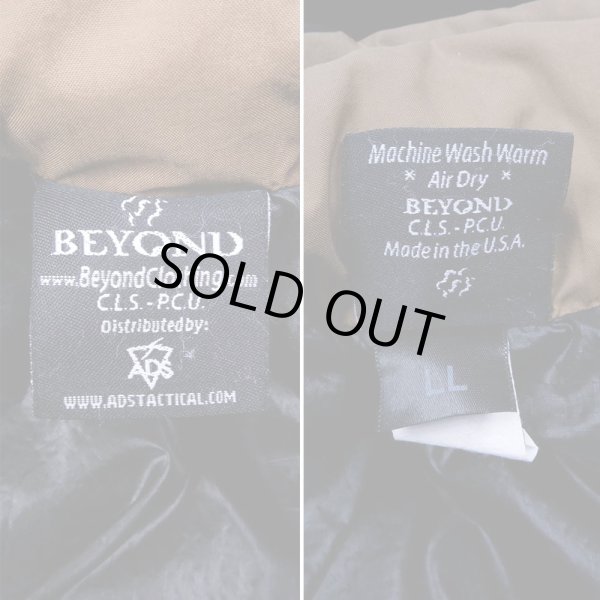 BEYOND
www.BeyondClothing.com
C.L.S. - P.C.U.
Distributed by:
ADS
WWW.ADSTACTICAL.COM
Machine Wash Warm
* Air Dry *
BEYOND
C.L.S. - P.C.U.
Made in the U.S.A.
LL
SOLD OUT